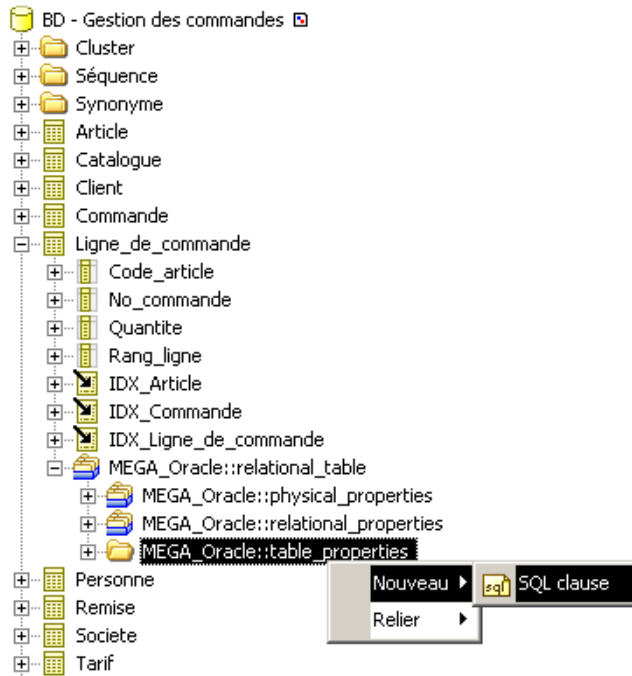 BD - Gestion des commandes
Cluster
Séquence
Synonyme
Article
Catalogue
Client
Commande
Ligne_de_commande
Code_article
No_commande
Quantite
Rang_ligne
IDX_Article
IDX_Commande
IDX_Ligne_de_commande
MEGA_Oracle::relational_table
MEGA_Oracle::physical_properties
MEGA_Oracle::relational_properties
MEGA_Oracle::table_properties
Personne
Nouveau
sql SQL clause
Remise
Relier
Societe
Tarif